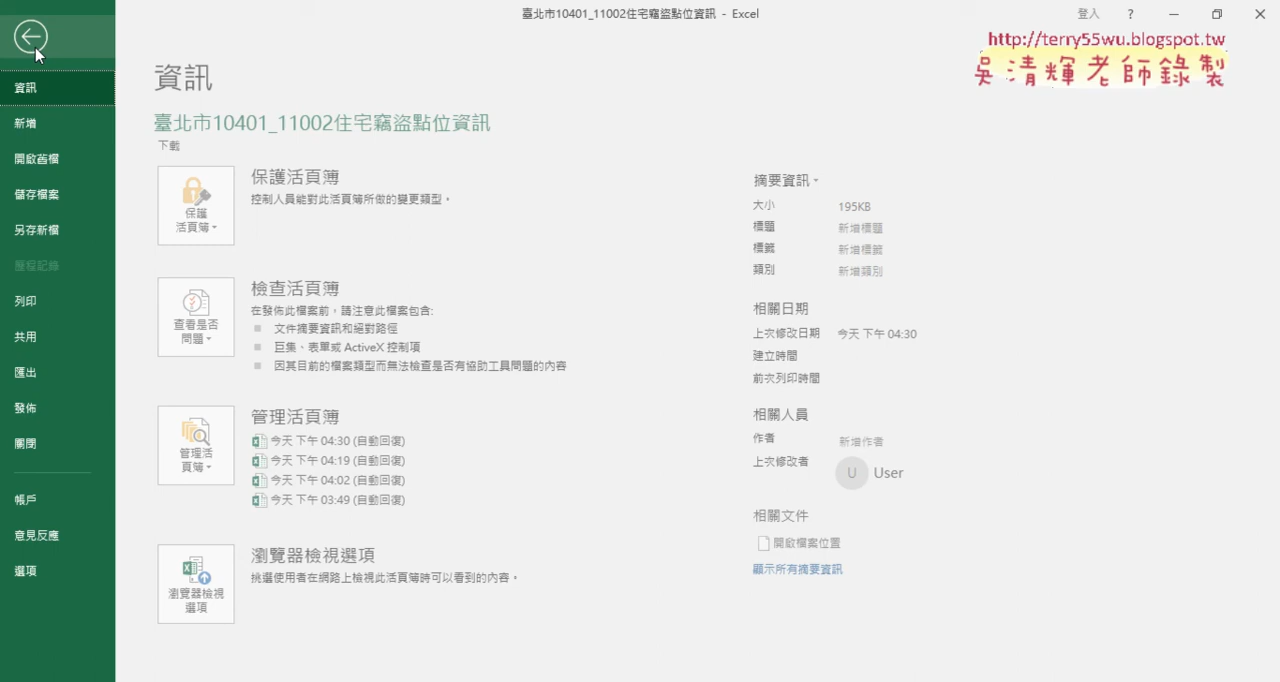 臺北市10401_11002住宅竊盜點位資訊 - Excel
登入
?
http://terry55wu.blogspot.tw
吳清輝老師錄製
資訊
新增
開啟舊檔
儲存檔案
另存新檔
歷程記錄
列印
共用
匯出
發佈
關閉
帳戶
意見反應
選項
資訊
臺北市10401_11002住宅竊盜點位資訊
下載
保護
活頁簿
保護活頁簿
控制人員能對此活頁簿所做的變更類型。
查看是否
問題
檢查活頁簿
在發佈此檔案前，請注意此檔案包含:
文件摘要資訊和絕對路徑
巨集、表單或 ActiveX 控制項
因其目前的檔案類型而無法檢查是否有協助工具問題的內容
管理活
頁簿
管理活頁簿
今天 下午 04:30 (自動回復)
今天 下午 04:19 (自動回復)
今天 下午 04:02 (自動回復)
今天 下午 03:49 (自動回復)
瀏覽器檢視
選項
瀏覽器檢視選項
挑選使用者在網路上檢視此活頁簿時可以看到的內容。
摘要資訊
大小 195KB
標題 新增標題
標籤 新增標籤
類別 新增類別
相關日期
上次修改日期 今天 下午 04:30
建立時間
前次列印時間
相關人員
作者 新增作者
上次修改者 U User
相關文件
開啟檔案位置
顯示所有摘要資訊